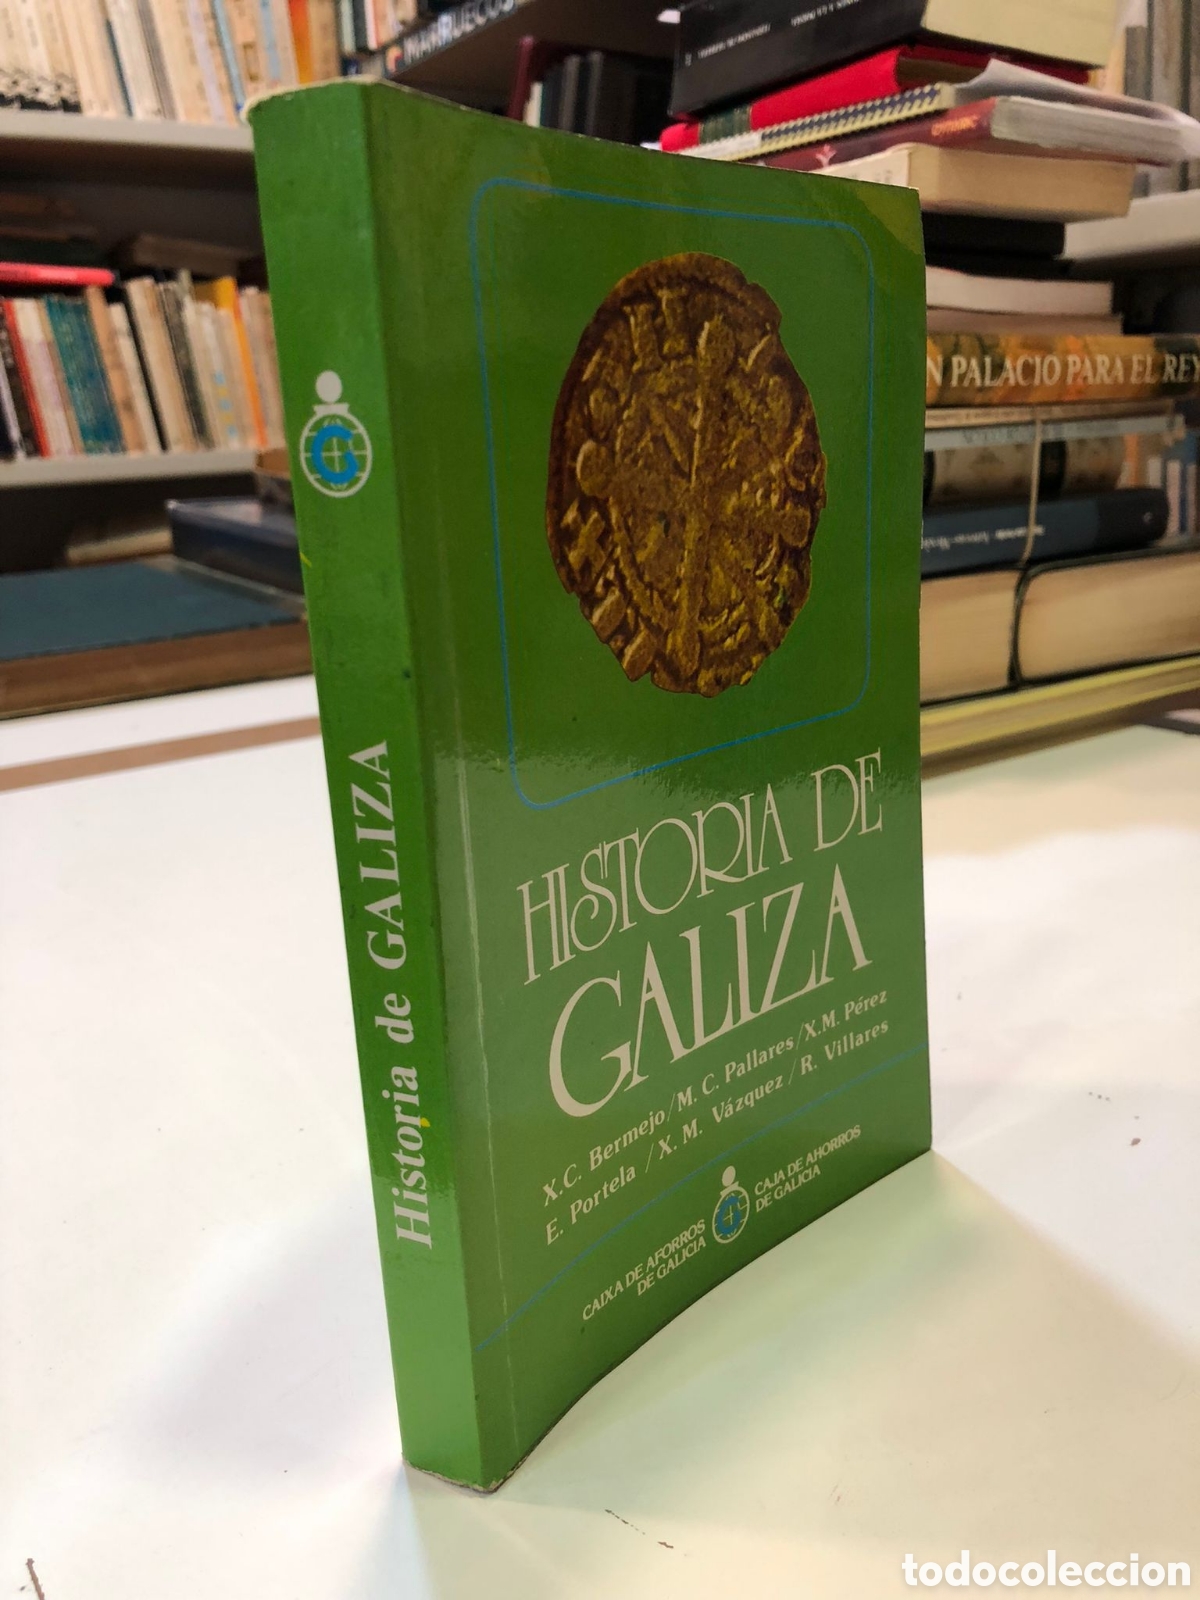 MARRUECOS
N PALACIO PARA EL REY
Historia de GALIZA
G
HISTORIA DE
GALIZA
X.C. Bermejo/M. C. Pallares/X.M. Pérez
E. Portela/X. M. Vázquez/R. Villares
CAIXA DE AFORROS
DE GALICIA
G
CAJA DE AHORROS
DE GALICIA
todocoleccion